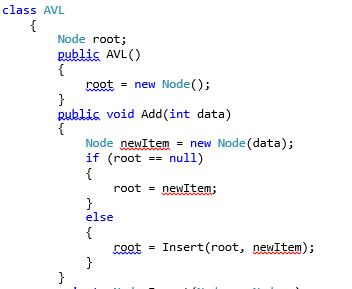 class AVL
{
Node root;
public AVL()
{
root = new Node();
}
public void Add(int data)
{
Node newItem = new Node(data);
if (root == null)
{
root = newItem;
}
else
{
root = Insert(root, newItem);
}
}